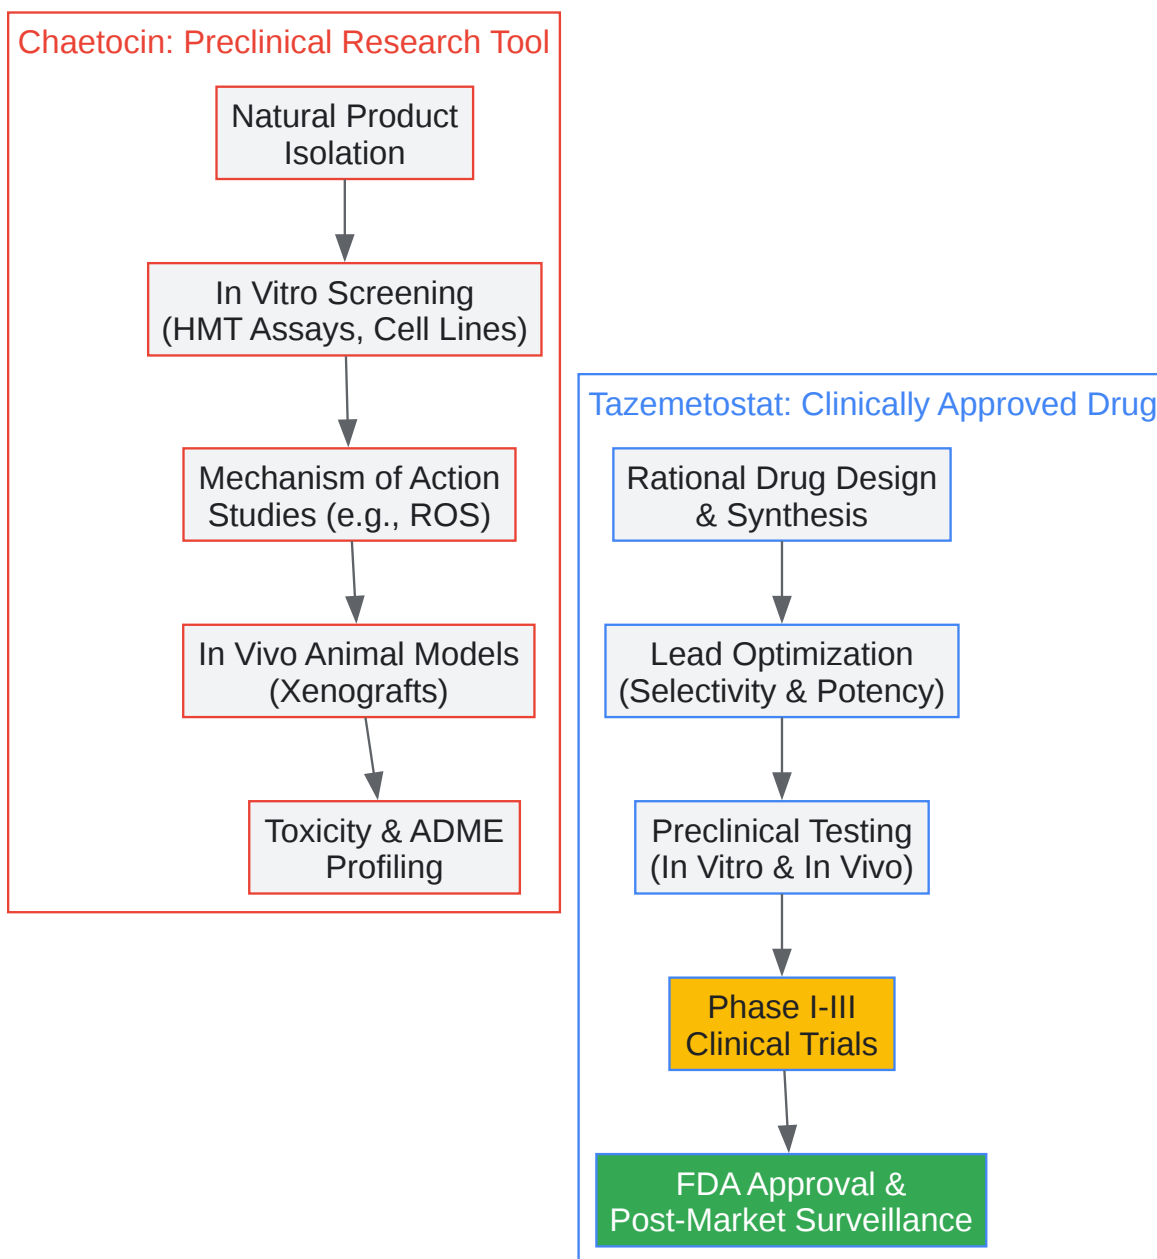 Chaetocin: Preclinical Research Tool
Natural Product
Isolation
In Vitro Screening
(HMT Assays, Cell Lines)
Mechanism of Action
Studies (e.g., ROS)
In Vivo Animal Models
(Xenografts)
Toxicity & ADME
Profiling
Tazemetostat: Clinically Approved Drug
Rational Drug Design
& Synthesis
Lead Optimization
(Selectivity & Potency)
Preclinical Testing
(In Vitro & In Vivo)
Phase I-III
Clinical Trials
FDA Approval &
Post-Market Surveillance